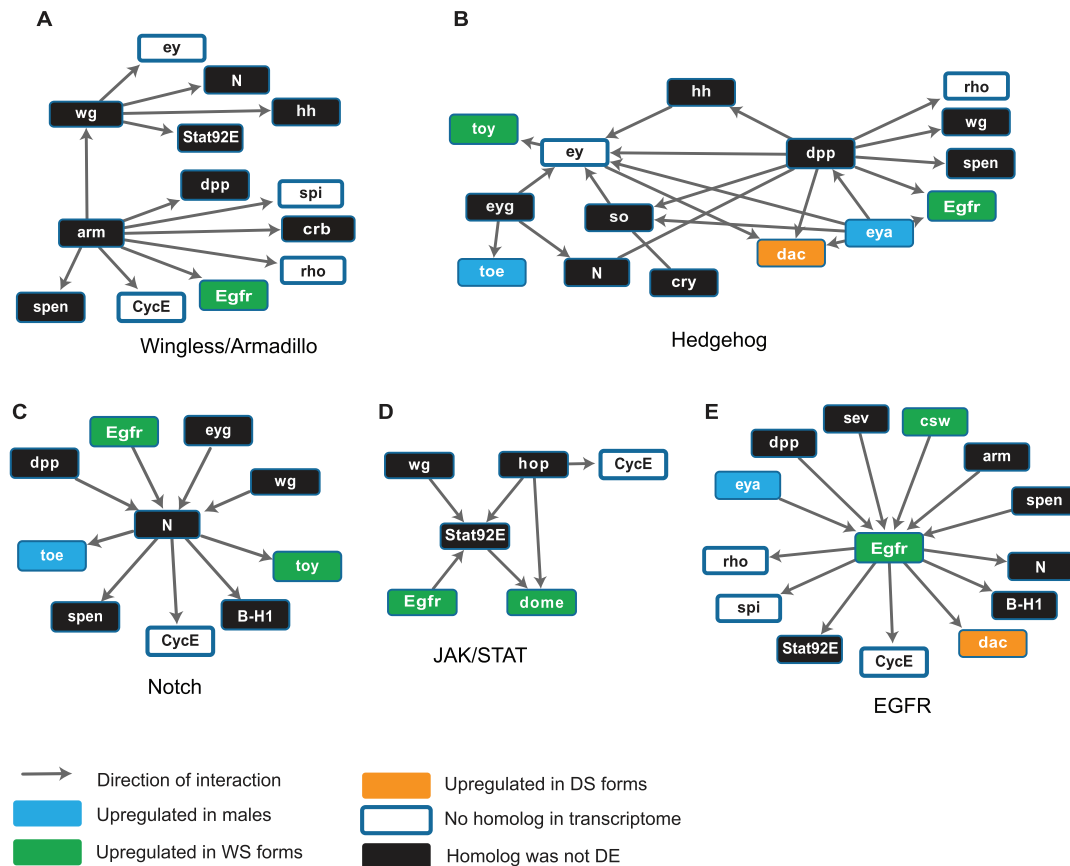 A
ey
N
wg
hh
Stat92E
dpp
spi
arm
crb
rho
Egfr
spen
CycE
Wingless/Armadillo
B
hh
rho
toy
wg
ey
dpp
spen
eyg
Egfr
so
eya
dac
toe
N
cry
Hedgehog
C
Egfr
eyg
dpp
wg
N
toe
toy
spen
B-H1
CycE
Notch
D
wg
hop
CycE
Stat92E
Egfr
dome
JAK/STAT
E
sev
csw
dpp
arm
eya
spen
Egfr
rho
N
spi
B-H1
Stat92E
dac
CycE
EGFR
Direction of interaction
Upregulated in males
Upregulated in WS forms
Upregulated in DS forms
No homolog in transcriptome
Homolog was not DE